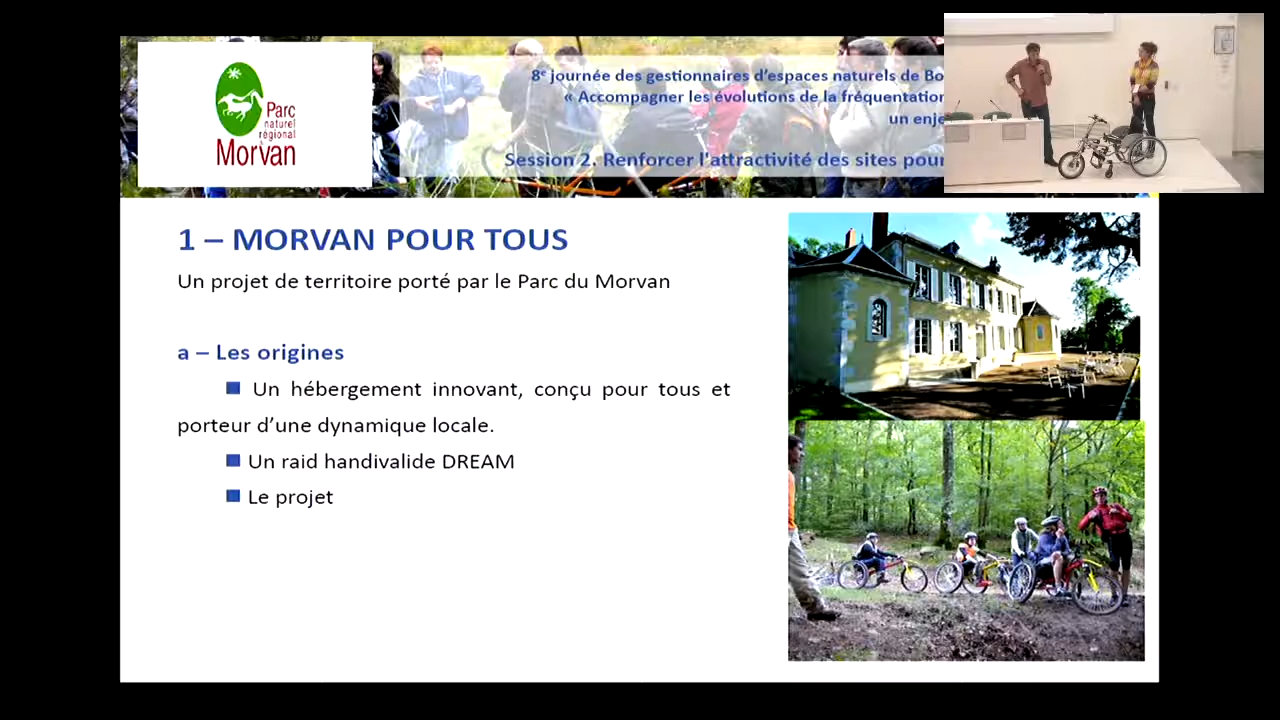 Parc
naturel
régional
Morvan
8e journée des gestionnaires d'espaces naturels de
« Accompagner les évolutions de la fréquentation
un
Session 2. Renforcer l'attractivité des sites pour
1 – MORVAN POUR TOUS
Un projet de territoire porté par le Parc du Morvan
a – Les origines
Un hébergement innovant, conçu pour tous et
porteur d'une dynamique locale.
Un raid handivalide DREAM
Le projet